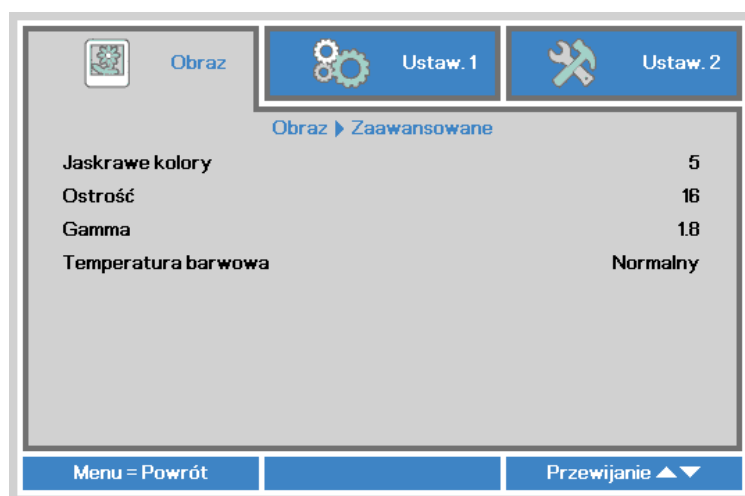 Obraz Ustaw. 1 Ustaw. 2
Obraz ▶ Zaawansowane
Jaskrawe kolory 5
Ostrość 16
Gamma 1.8
Temperatura barwowa Normalny
Menu = Powrót Przewijanie ▲▼